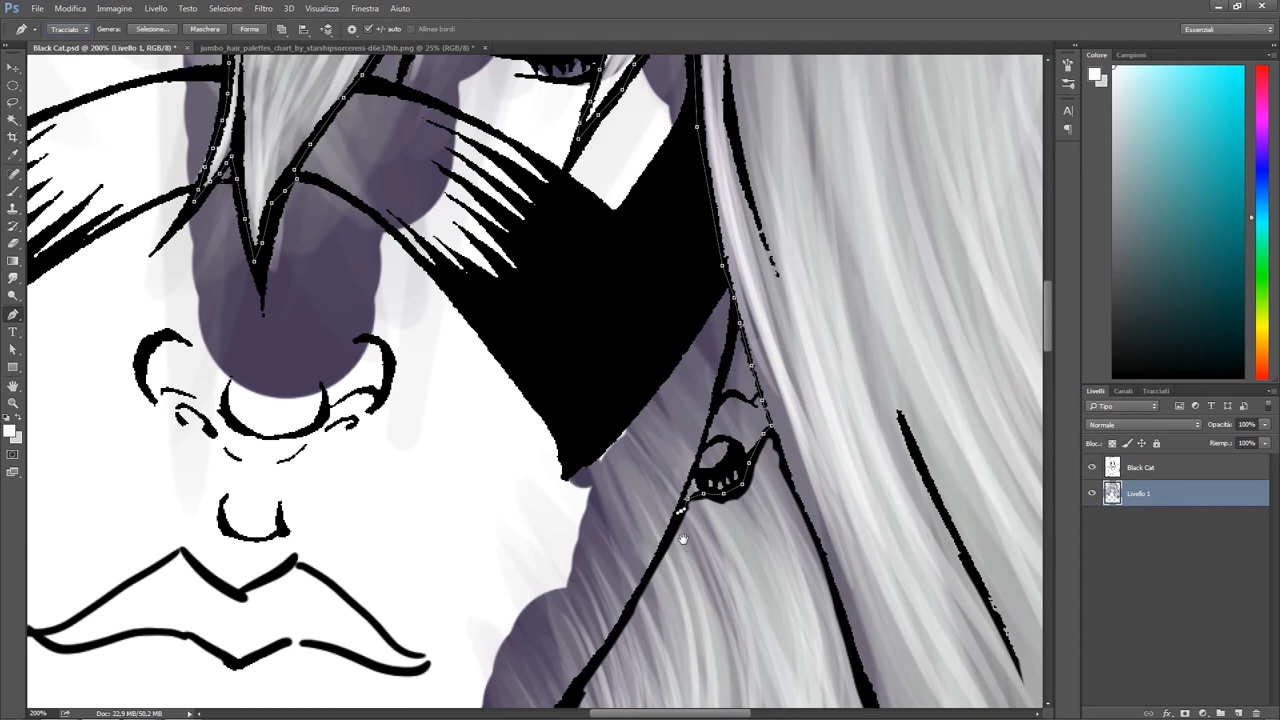 Ps File Modifica Immagine Livello Testo Selezione Filtro 3D Visualizza Finestra Aiuto
Tracciato Genera: Selezione... Maschera Forma +/- auto Allinea bordi Essenziali
Black Cat.psd @ 200% (Livello 1, RGB/8) * × jumbo_hair_palettes_chart_by_starshipsorceress-d6e32hb.png @ 25% (RGB/8) * ×
Colore Campioni
Livelli Canali Tracciati
Tipo
Normale Opacità: 100%
Bloc.: Riemp.: 100%
Black Cat
Livello 1
200% Doc: 22,9 MB/50,2 MB